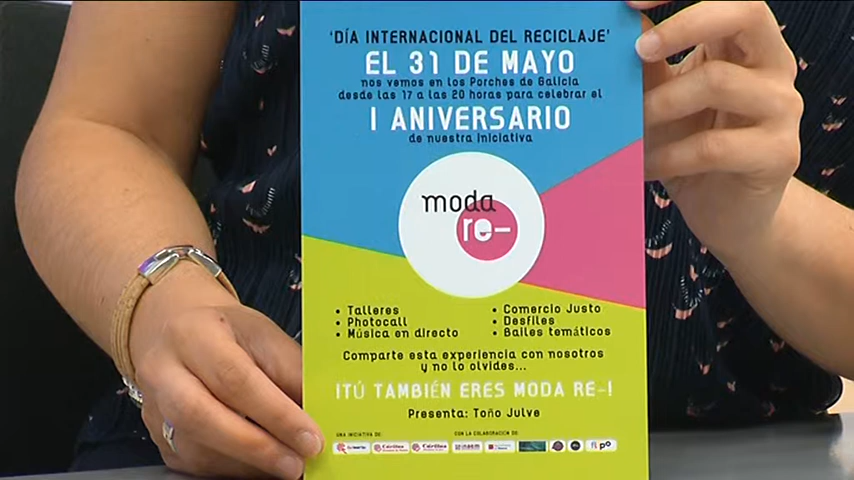 'DÍA INTERNACIONAL DEL RECICLAJE'
EL 31 DE MAYO
nos vemos en los Porches de Galicia
desde las 17 a las 20 horas para celebrar el
I ANIVERSARIO
de nuestra iniciativa
moda
re-
• Talleres
• Photocall
• Música en directo
• Comercio Justo
• Desfiles
• Bailes temáticos
Comparte esta experiencia con nosotros
y no lo olvides...
¡TÚ TAMBIÉN ERES MODA RE-!
Presenta: Toño Julve
UNA INICIATIVA DE:
CON LA COLABORACIÓN DE:
Cáritas
Cáritas
inaem